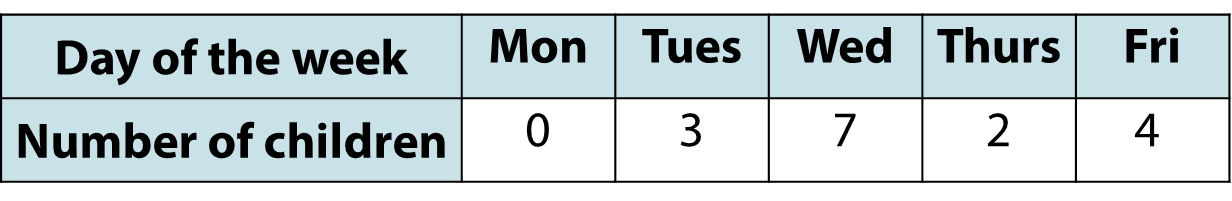 Day of the week Mon Tues Wed Thurs Fri
Number of children 0 3 7 2 4